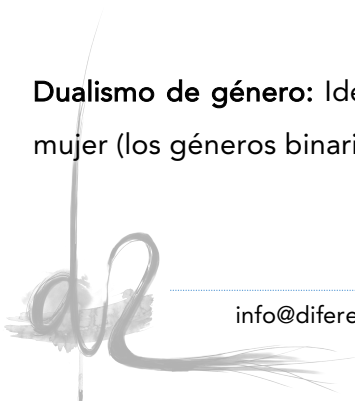 Dualismo de género: Ide
mujer (los géneros binari
info@difere